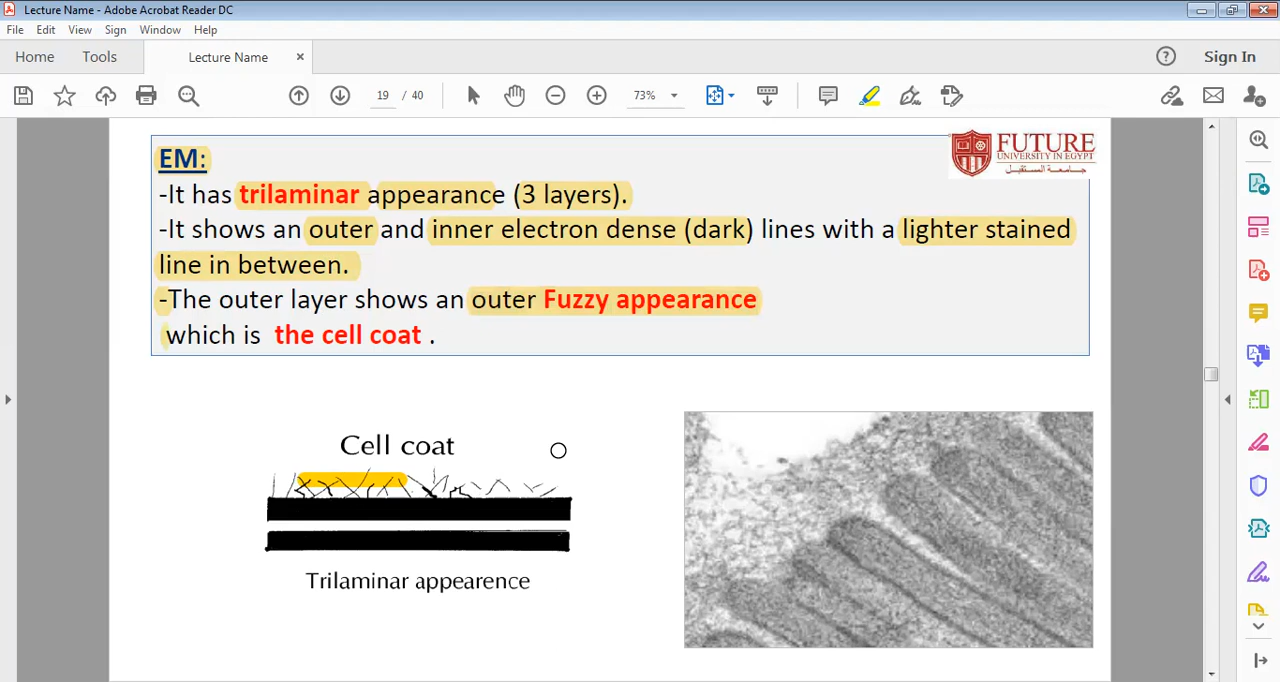 Lecture Name - Adobe Acrobat Reader DC
File Edit View Sign Window Help
Home Tools Lecture Name × Sign In
19 / 40 73%
EM:
FUTURE
UNIVERSITY IN EGYPT
جامعة المستقبل
-It has trilaminar appearance (3 layers).
-It shows an outer and inner electron dense (dark) lines with a lighter stained
line in between.
-The outer layer shows an outer Fuzzy appearance
which is the cell coat .
Cell coat
Trilaminar appearence